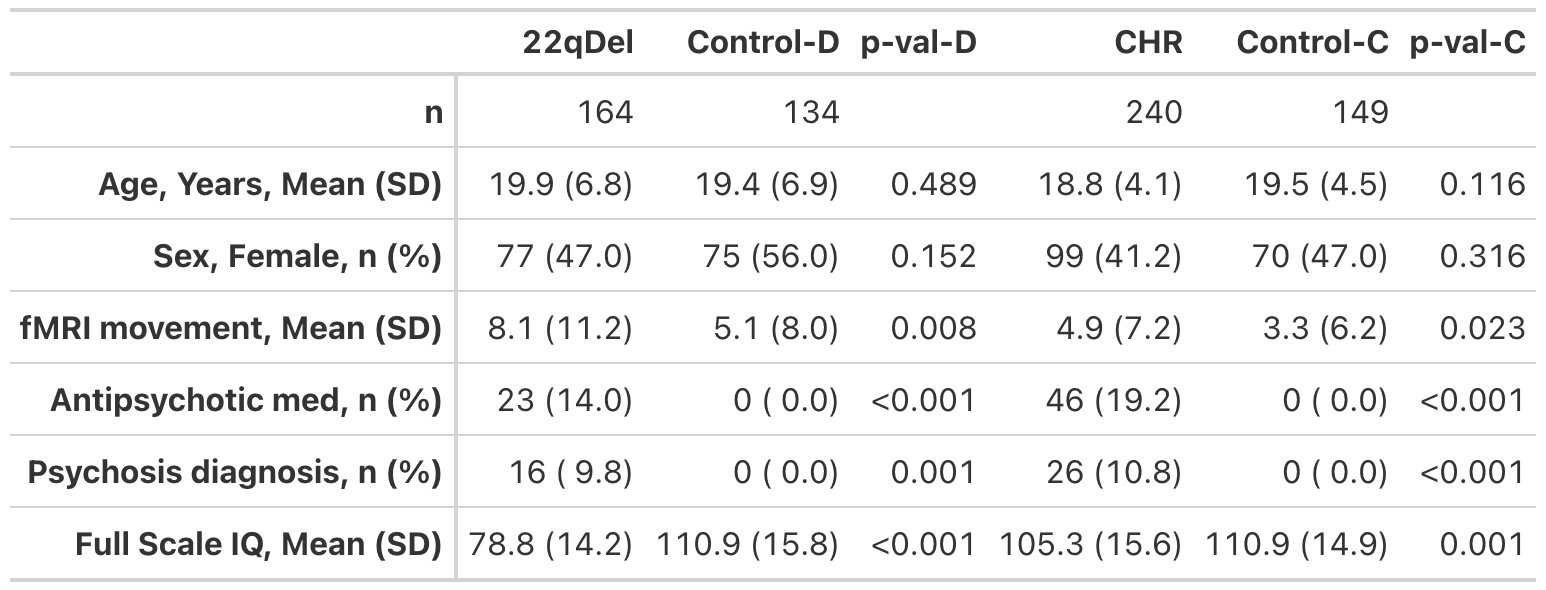 22qDel Control-D p-val-D CHR Control-C p-val-C
n 164 134 240 149
Age, Years, Mean (SD) 19.9 (6.8) 19.4 (6.9) 0.489 18.8 (4.1) 19.5 (4.5) 0.116
Sex, Female, n (%) 77 (47.0) 75 (56.0) 0.152 99 (41.2) 70 (47.0) 0.316
fMRI movement, Mean (SD) 8.1 (11.2) 5.1 (8.0) 0.008 4.9 (7.2) 3.3 (6.2) 0.023
Antipsychotic med, n (%) 23 (14.0) 0 ( 0.0) <0.001 46 (19.2) 0 ( 0.0) <0.001
Psychosis diagnosis, n (%) 16 ( 9.8) 0 ( 0.0) 0.001 26 (10.8) 0 ( 0.0) <0.001
Full Scale IQ, Mean (SD) 78.8 (14.2) 110.9 (15.8) <0.001 105.3 (15.6) 110.9 (14.9) 0.001